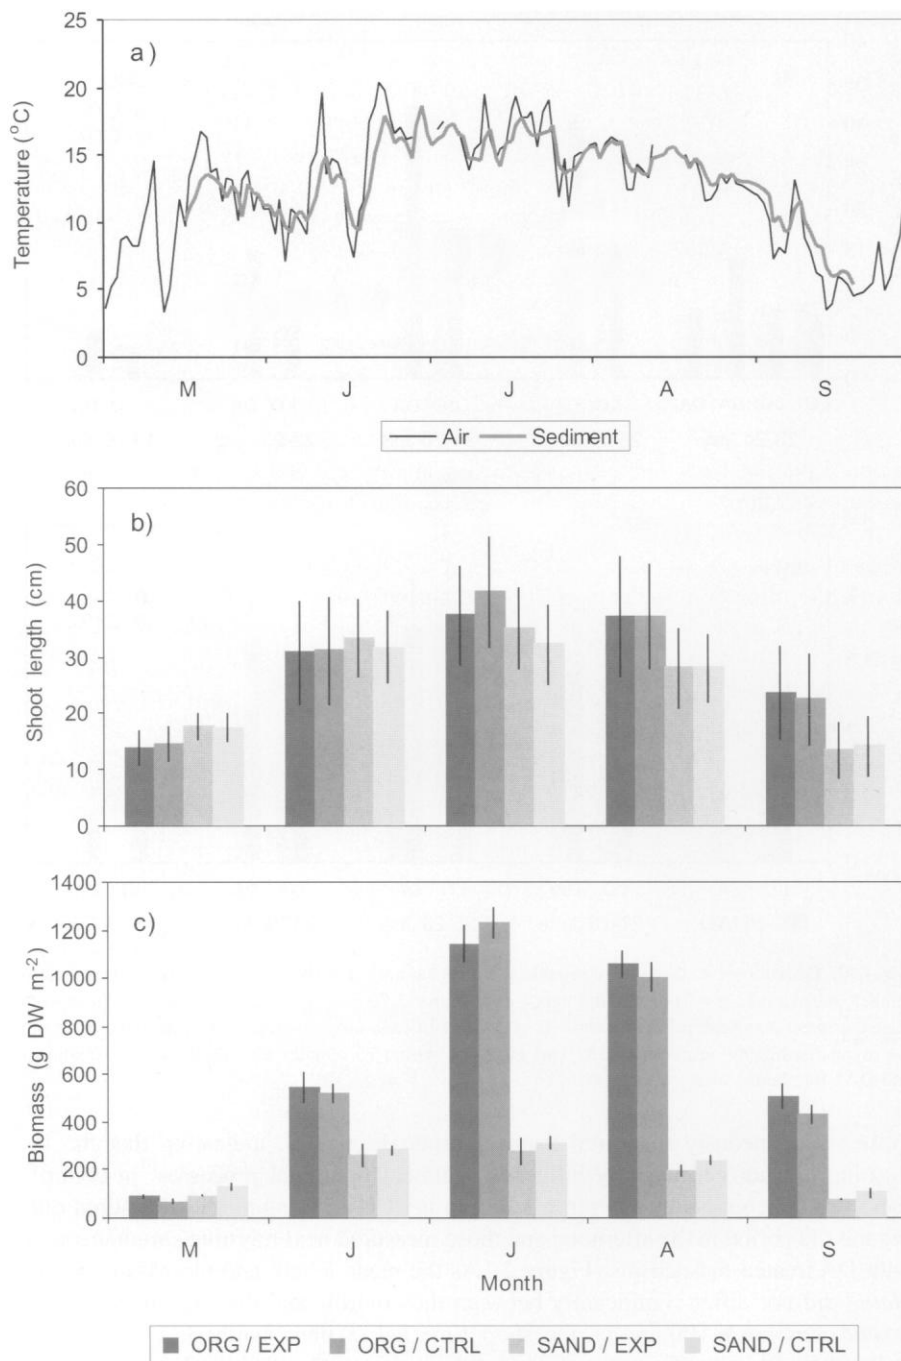 a)
Temperature (°C)
25
20
15
10
5
0
M J J A S
Air Sediment
b)
Shoot length (cm)
60
50
40
30
20
10
0
M J J A S
c)
Biomass (g DW m-2)
1400
1200
1000
800
600
400
200
0
M J J A S
Month
ORG / EXP ORG / CTRL SAND / EXP SAND / CTRL